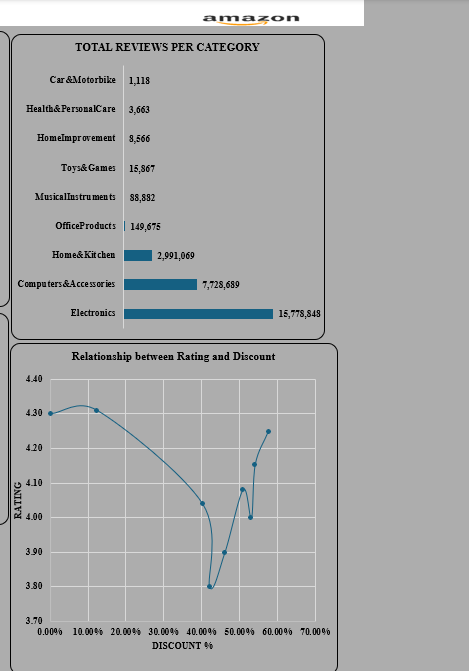 amazon
TOTAL REVIEWS PER CATEGORY
Car&Motorbike 1,118
Health&PersonalCare 3,663
HomeImprovement 8,566
Toys&Games 15,867
MusicalInstruments 88,882
OfficeProducts 149,675
Home&Kitchen 2,991,069
Computers&Accessories 7,728,689
Electronics 15,778,848
Relationship between Rating and Discount
4.40
4.30
4.20
4.10
4.00
3.90
3.80
3.70
RATING
0.00% 10.00% 20.00% 30.00% 40.00% 50.00% 60.00% 70.00%
DISCOUNT %